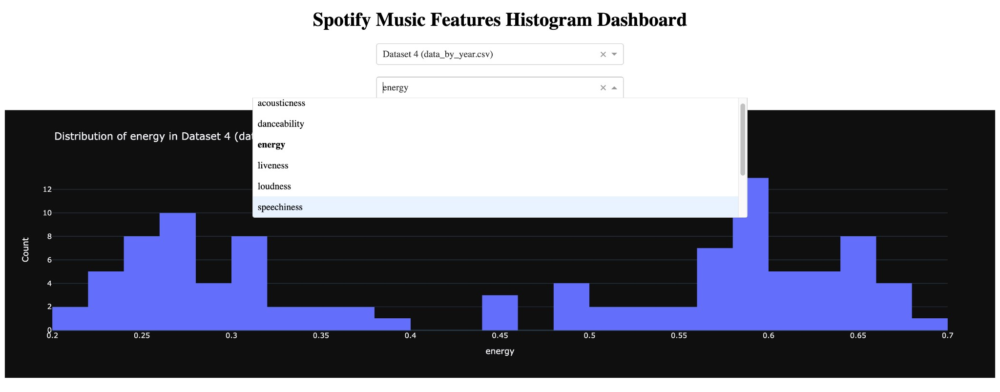 Spotify Music Features Histogram Dashboard
Dataset 4 (data_by_year.csv)
energy
acousticness
danceability
energy
liveness
loudness
speechiness
Distribution of energy in Dataset 4
12
10
8
6
4
2
0
Count
0.2 0.25 0.3 0.35 0.4 0.45 0.5 0.55 0.6 0.65 0.7
energy